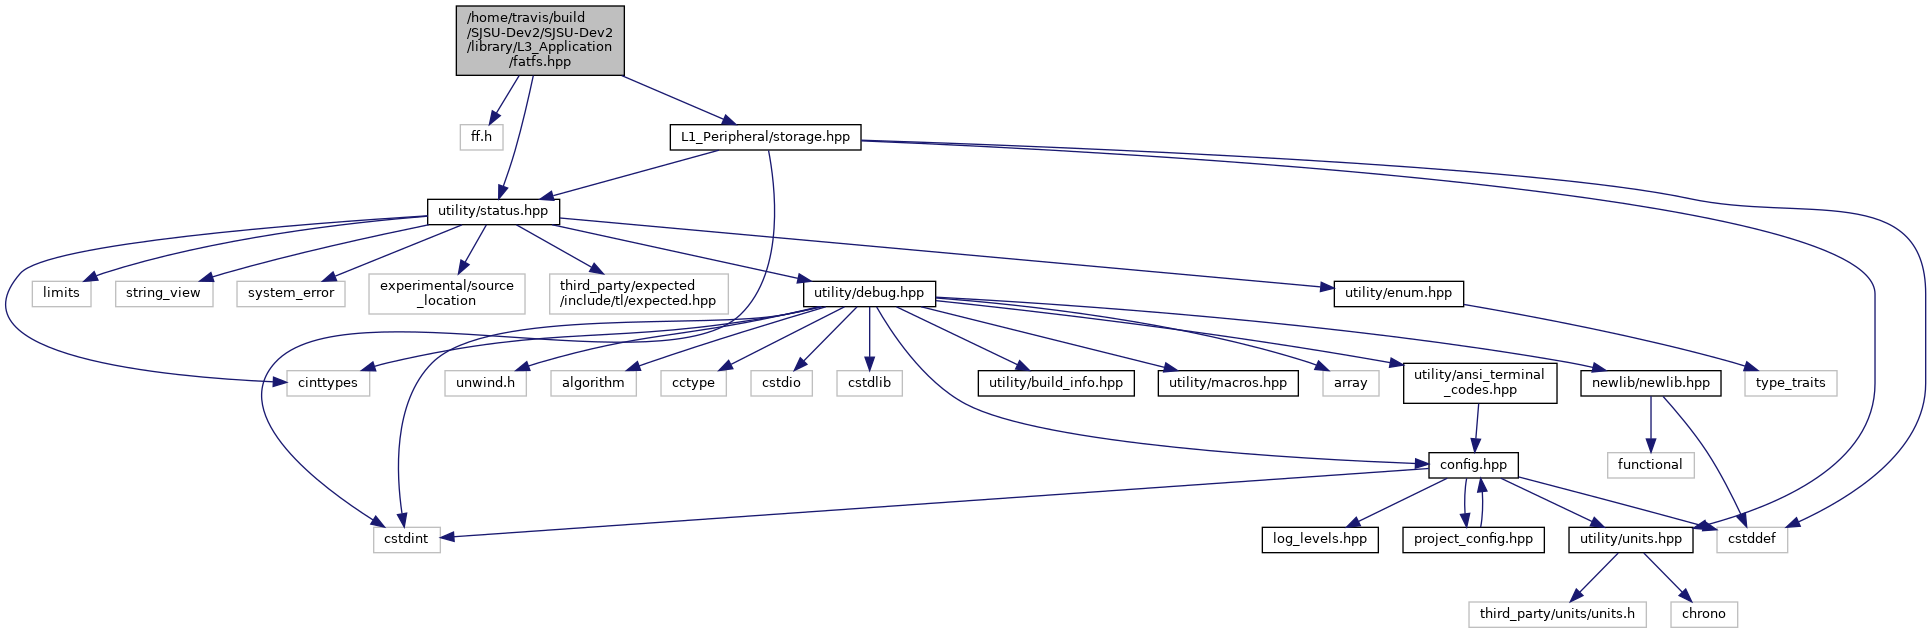 /home/travis/build
/SJSU-Dev2/SJSU-Dev2
/library/L3_Application
/fatfs.hpp
ff.h
L1_Peripheral/storage.hpp
utility/status.hpp
limits
string_view
system_error
experimental/source
_location
third_party/expected
/include/tl/expected.hpp
utility/debug.hpp
utility/enum.hpp
cinttypes
unwind.h
algorithm
cctype
cstdio
cstdlib
utility/build_info.hpp
utility/macros.hpp
array
utility/ansi_terminal
_codes.hpp
newlib/newlib.hpp
type_traits
config.hpp
functional
cstdint
log_levels.hpp
project_config.hpp
utility/units.hpp
cstddef
third_party/units/units.h
chrono